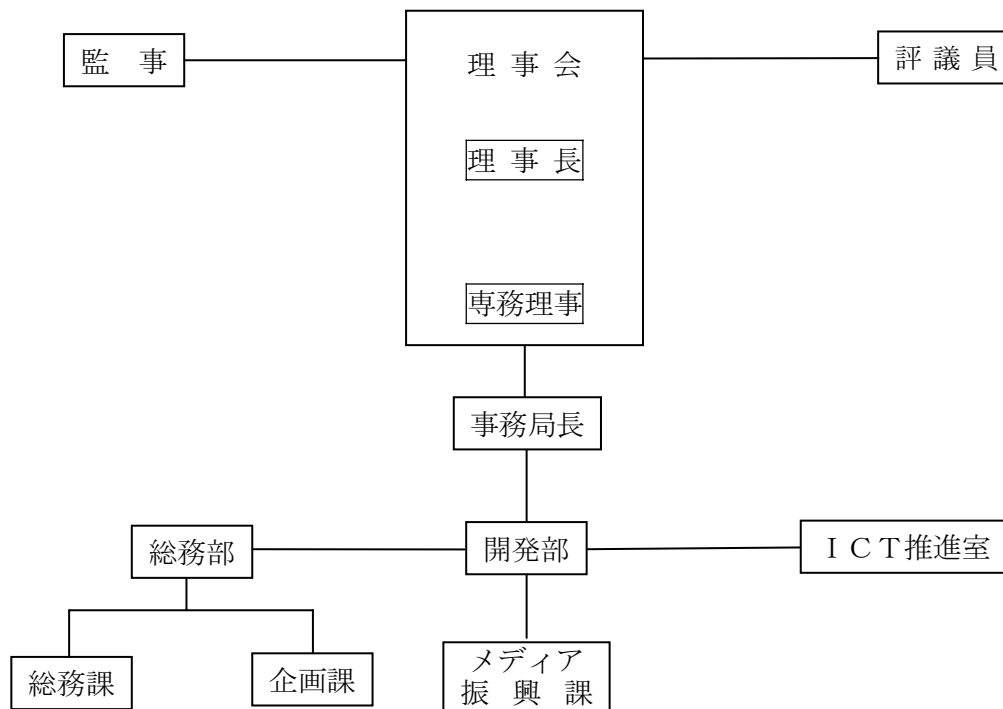 監 事
理 事 会
評 議 員
理 事 長
専務理事
事務局長
総務部
開発部
ＩＣＴ推進室
総務課
企画課
メディア
振 興 課